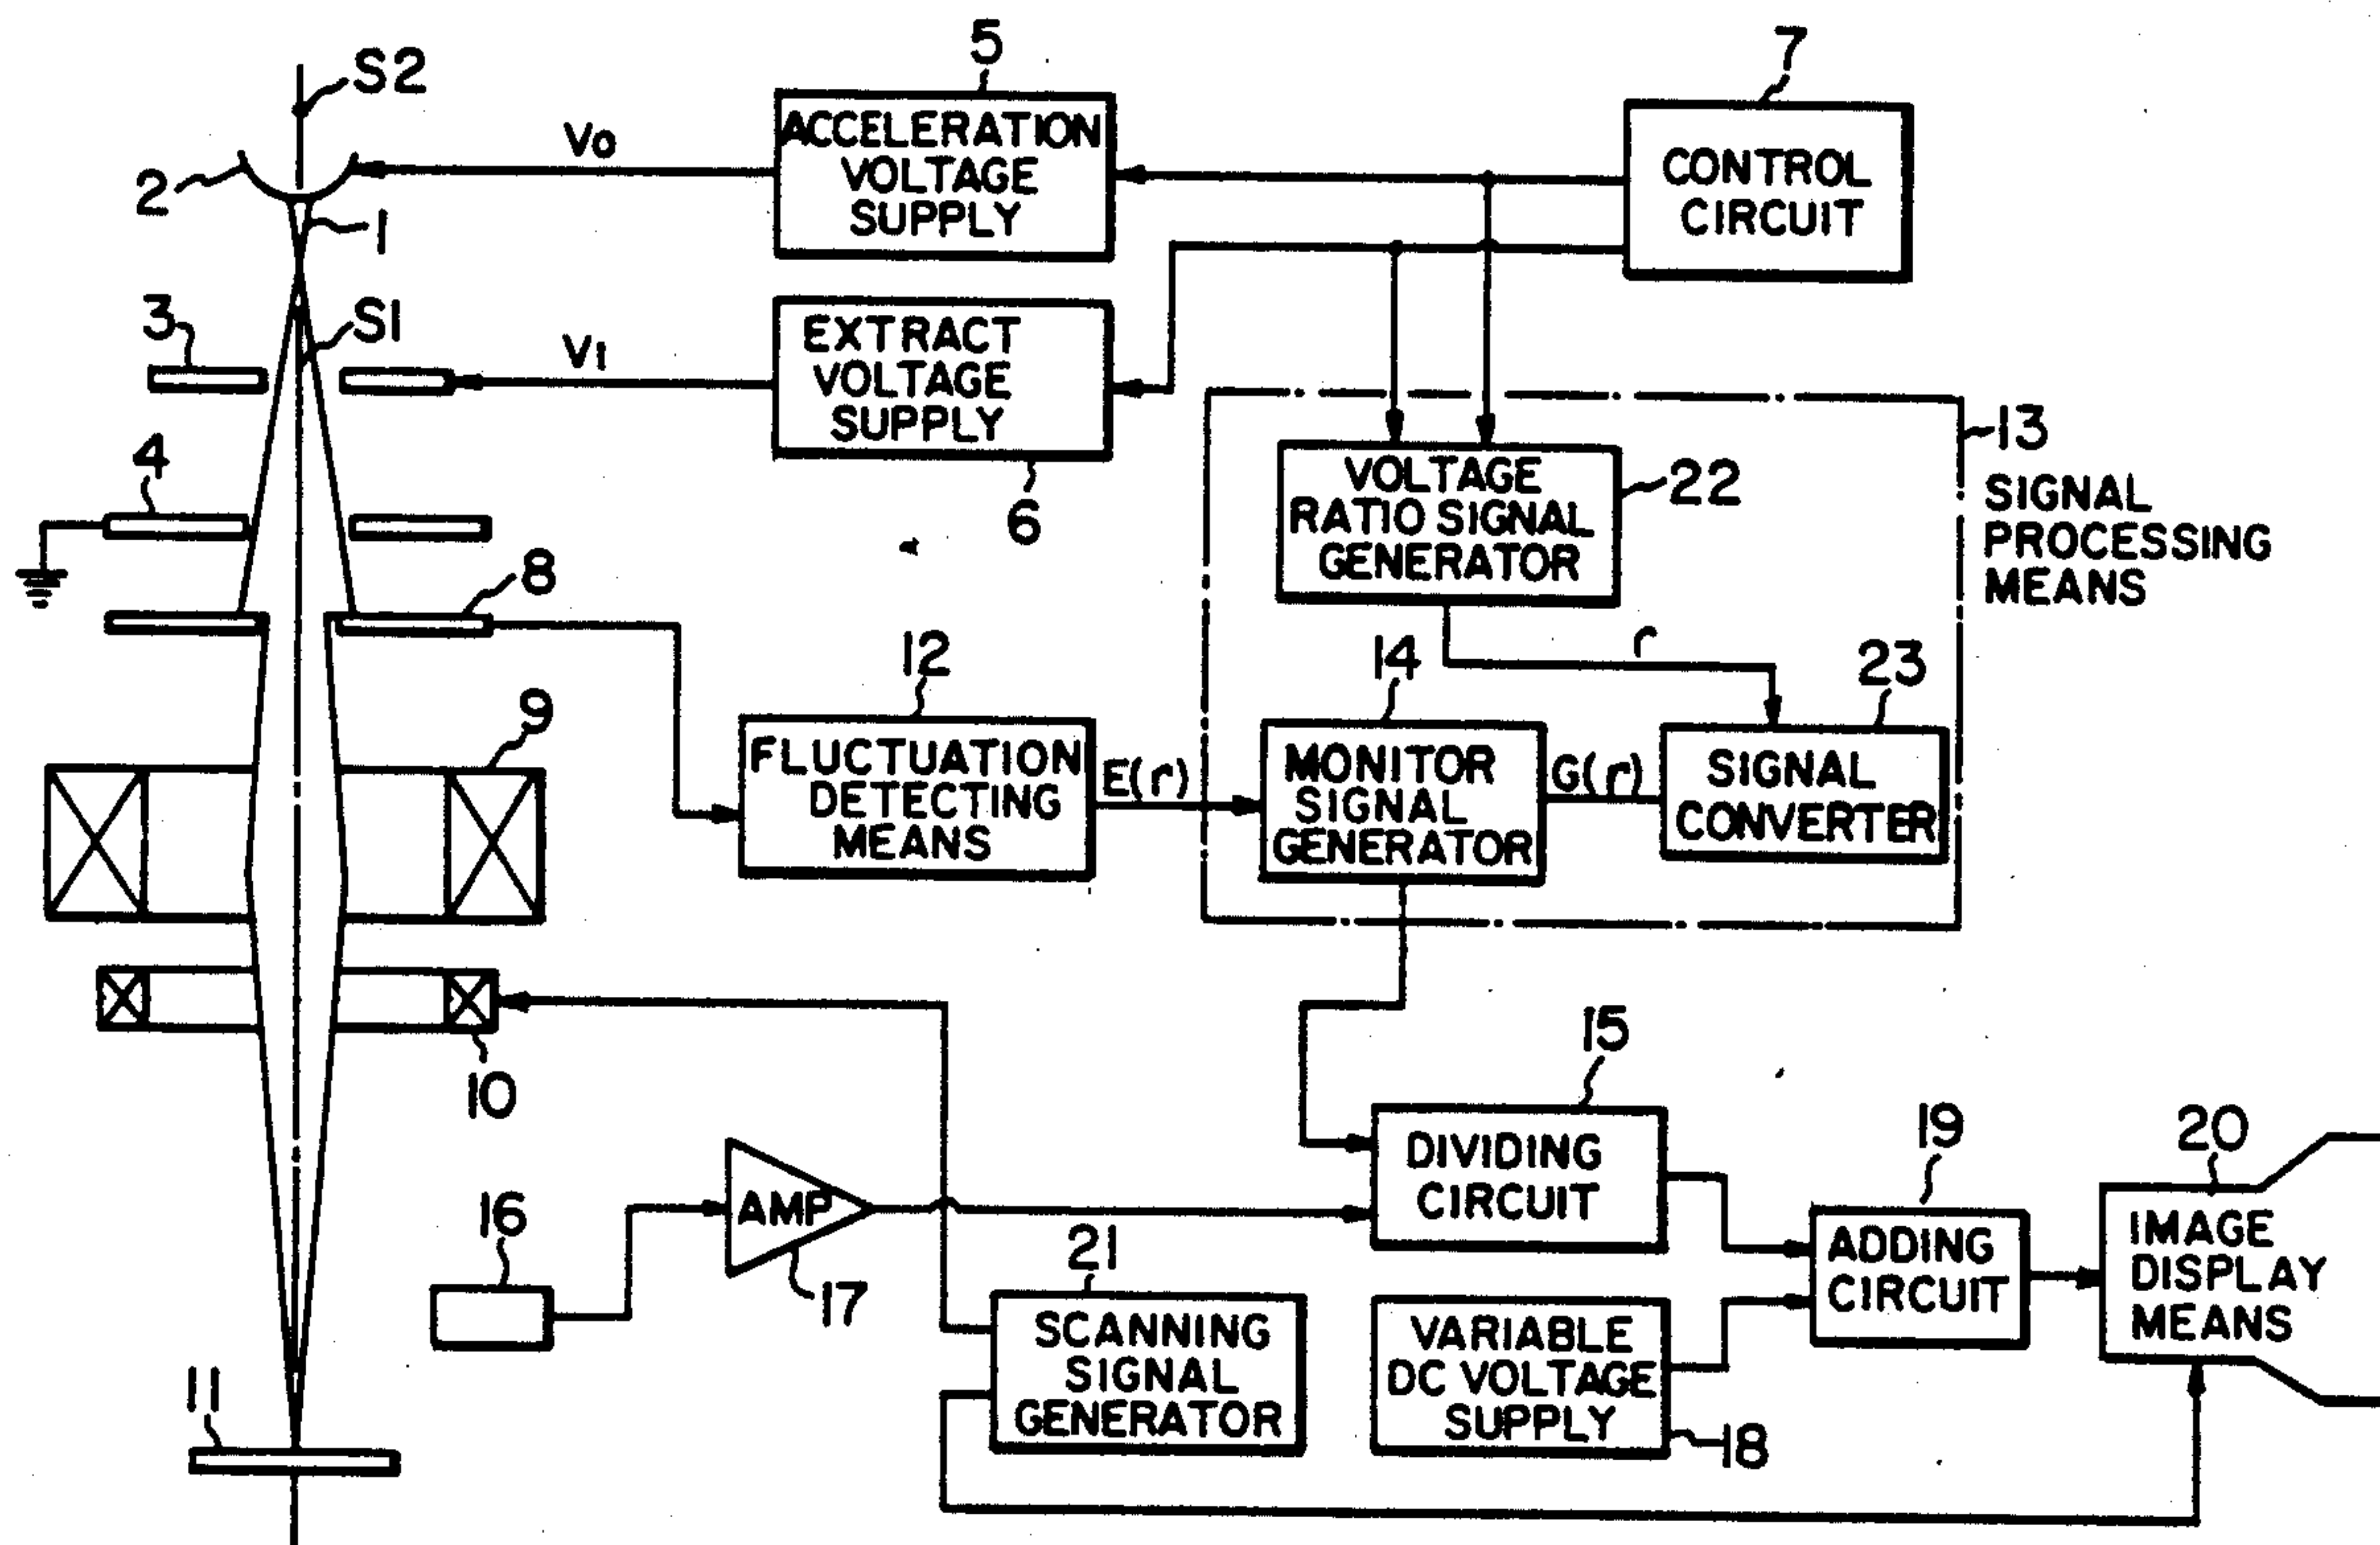 S2
2
1
V0
5
ACCELERATION
VOLTAGE
SUPPLY
7
CONTROL
CIRCUIT
3
S1
V1
EXTRACT
VOLTAGE
SUPPLY
6
4
8
13
SIGNAL
PROCESSING
MEANS
VOLTAGE
RATIO SIGNAL
GENERATOR
22
r
12
FLUCTUATION
DETECTING
MEANS
E(r)
14
MONITOR
SIGNAL
GENERATOR
G(r)
23
SIGNAL
CONVERTER
9
10
15
DIVIDING
CIRCUIT
16
AMP
17
21
SCANNING
SIGNAL
GENERATOR
VARIABLE
DC VOLTAGE
SUPPLY
18
19
ADDING
CIRCUIT
20
IMAGE
DISPLAY
MEANS
11